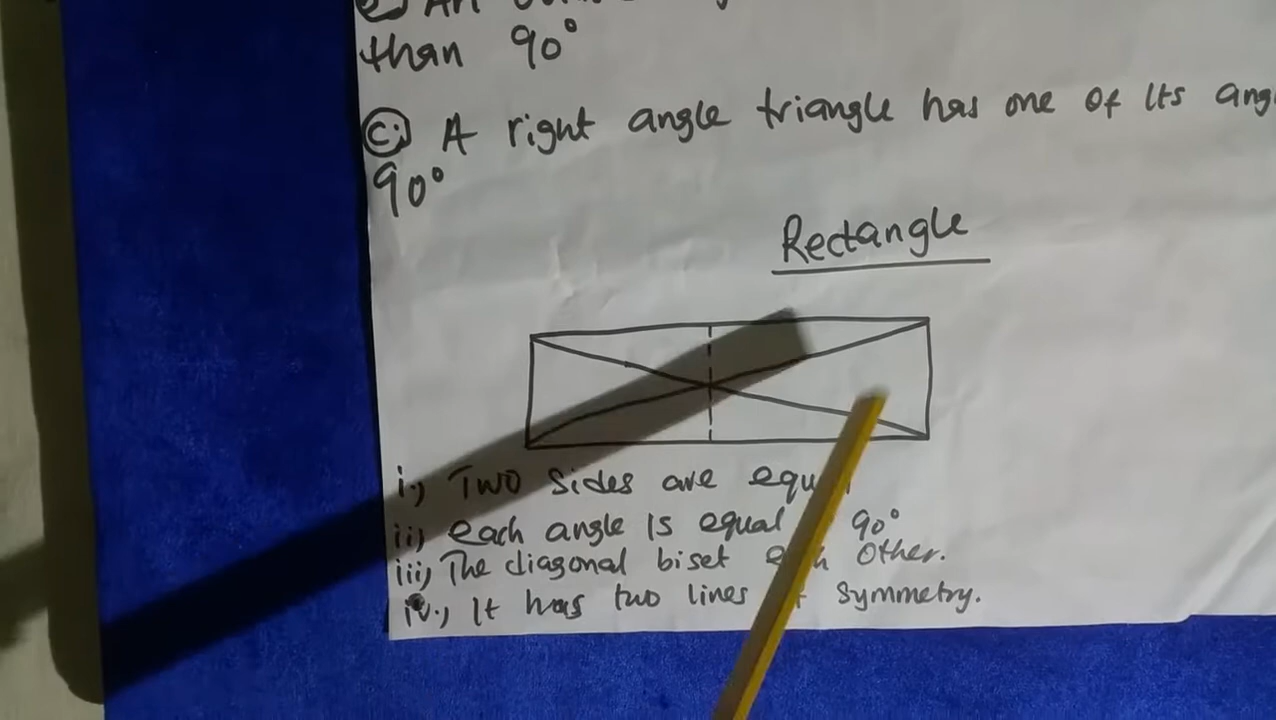 than 90°
(c.) A right angle triangle has one of its
90°
Rectangle
i.) Two sides are
ii) each angle is equal 90°
iii) The diagonal biset other.
iv.) It has two lines symmetry.